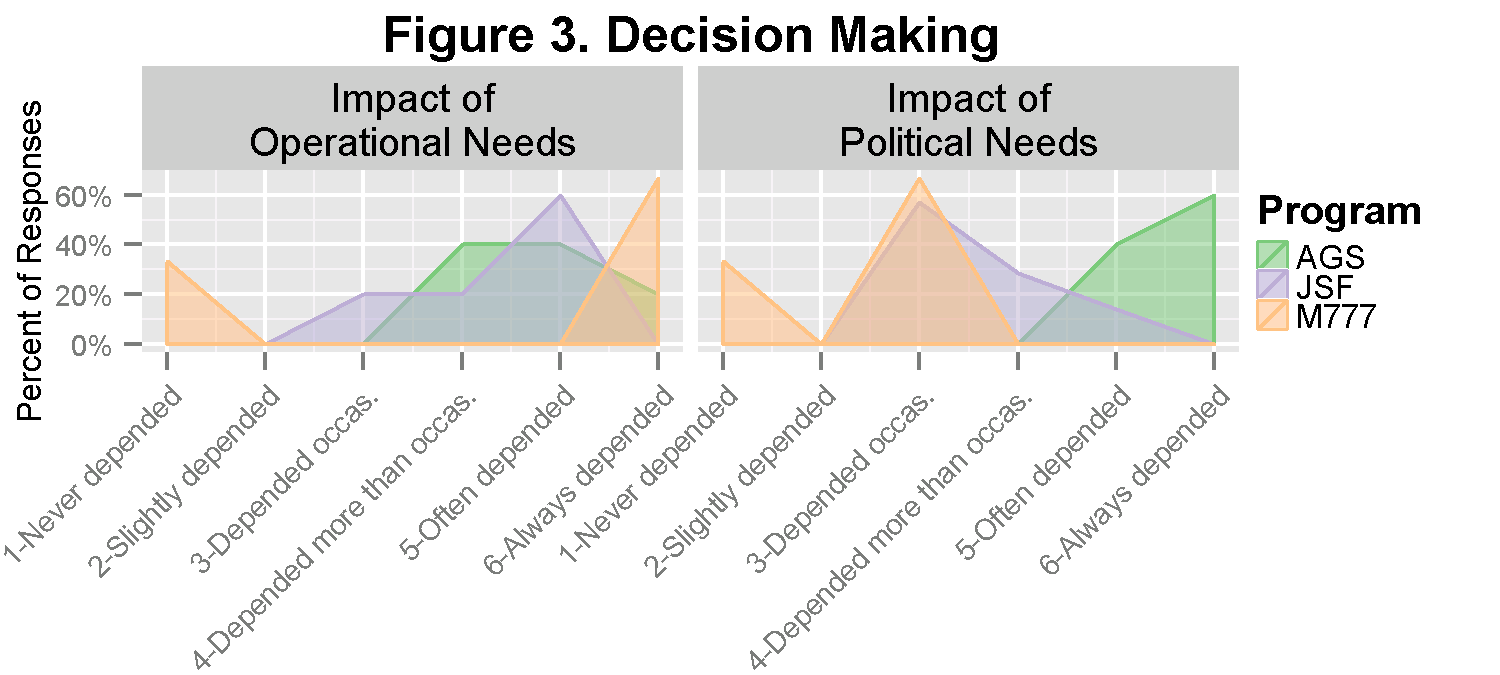 Figure 3. Decision Making
Impact of
Operational Needs
Impact of
Political Needs
Percent of Responses
60%
40%
20%
0%
1-Never depended
2-Slightly depended
3-Depended occas.
4-Depended more than occas.
5-Often depended
6-Always depended
1-Never depended
2-Slightly depended
3-Depended occas.
4-Depended more than occas.
5-Often depended
6-Always depended
Program
AGS
JSF
M777